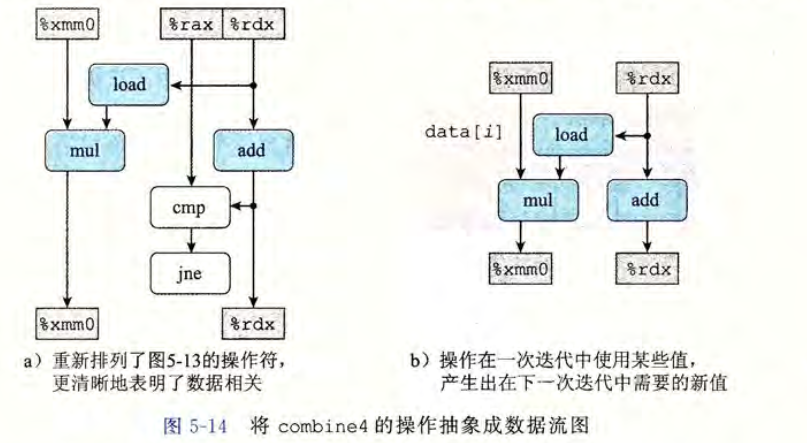 %xmm0 %rax %rdx
load
mul add
cmp
jne
%xmm0 %rdx
a）重新排列了图5-13的操作符，
更清晰地表明了数据相关
%xmm0 %rdx
data[i] load
mul add
%xmm0 %rdx
b）操作在一次迭代中使用某些值，
产生出在下一次迭代中需要的新值
图 5-14 将 combine4 的操作抽象成数据流图